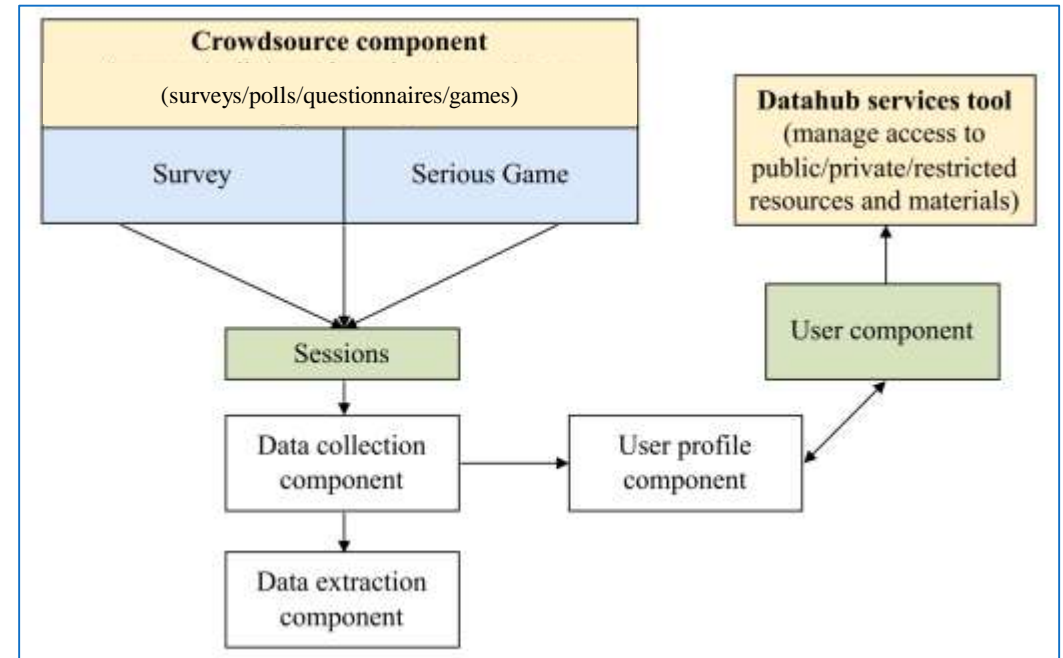 Crowdsource component
(surveys/polls/questionnaires/games)
Survey
Serious Game
Datahub services tool
(manage access to
public/private/restricted
resources and materials)
User component
Sessions
Data collection
component
User profile
component
Data extraction
component